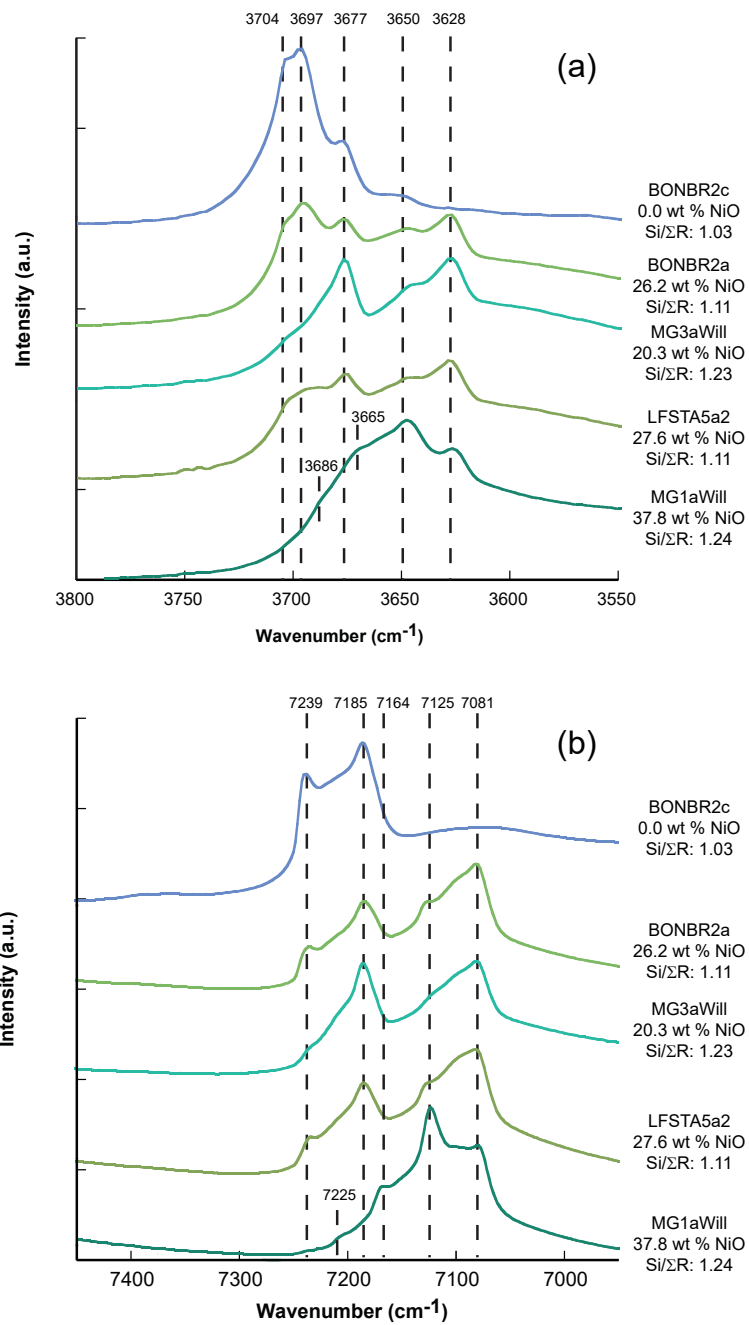 3704 3697 3677 3650 3628
(a)
BONBR2c
0.0 wt % NiO
Si/ΣR: 1.03
BONBR2a
26.2 wt % NiO
Si/ΣR: 1.11
MG3aWill
20.3 wt % NiO
Si/ΣR: 1.23
LFSTA5a2
27.6 wt % NiO
Si/ΣR: 1.11
3665
3686
MG1aWill
37.8 wt % NiO
Si/ΣR: 1.24
Intensity (a.u.)
3800 3750 3700 3650 3600 3550
Wavenumber (cm-1)
7239 7185 7164 7125 7081
(b)
BONBR2c
0.0 wt % NiO
Si/ΣR: 1.03
BONBR2a
26.2 wt % NiO
Si/ΣR: 1.11
MG3aWill
20.3 wt % NiO
Si/ΣR: 1.23
LFSTA5a2
27.6 wt % NiO
Si/ΣR: 1.11
7225
MG1aWill
37.8 wt % NiO
Si/ΣR: 1.24
Intensity (a.u.)
7400 7300 7200 7100 7000
Wavenumber (cm-1)